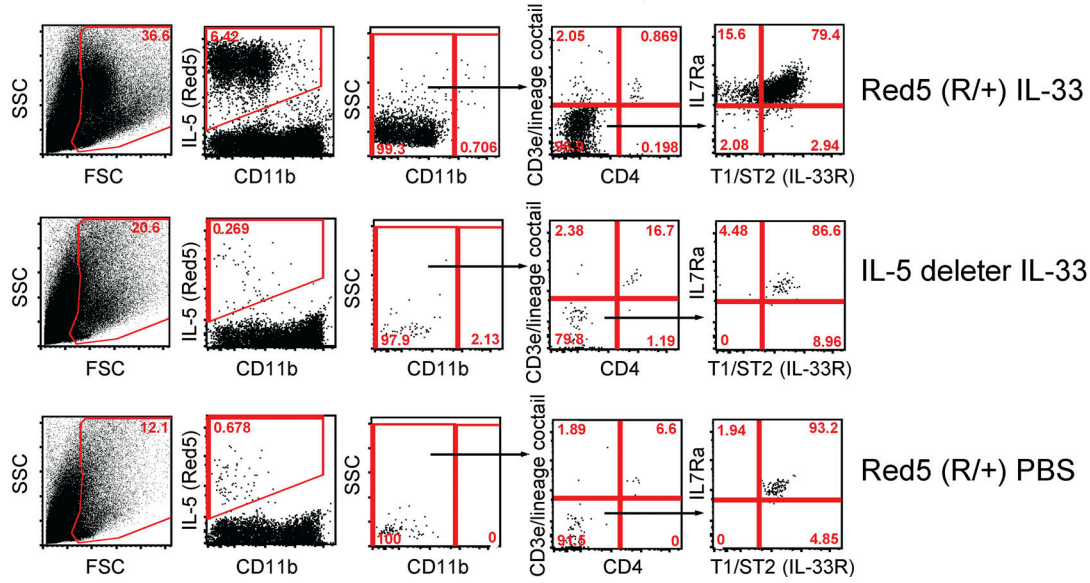 36.6
6.42
2.05
0.869
15.6
79.4
SSC
IL-5 (Red5)
SSC
CD3e/lineage coctail
IL7Ra
Red5 (R/+) IL-33
99.3
0.706
0.198
2.08
2.94
FSC
CD11b
CD11b
CD4
T1/ST2 (IL-33R)
20.6
0.269
2.38
16.7
4.48
86.6
SSC
IL-5 (Red5)
SSC
CD3e/lineage coctail
IL7Ra
IL-5 deleter IL-33
97.9
2.13
79.8
1.19
0
8.96
FSC
CD11b
CD11b
CD4
T1/ST2 (IL-33R)
12.1
0.678
1.89
6.6
1.94
93.2
SSC
IL-5 (Red5)
SSC
CD3e/lineage coctail
IL7Ra
Red5 (R/+) PBS
100
0
91.5
0
0
4.85
FSC
CD11b
CD11b
CD4
T1/ST2 (IL-33R)